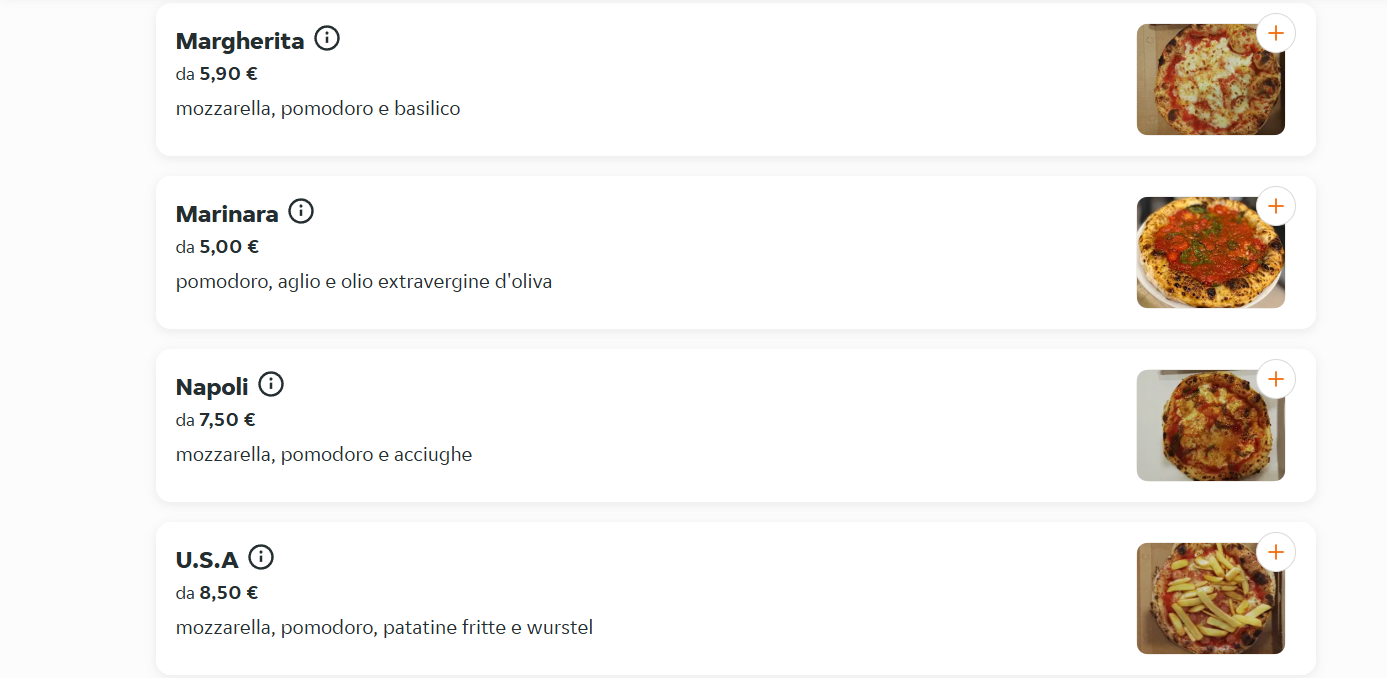 Margherita
da 5,90 €
mozzarella, pomodoro e basilico
Marinara
da 5,00 €
pomodoro, aglio e olio extravergine d'oliva
Napoli
da 7,50 €
mozzarella, pomodoro e acciughe
U.S.A
da 8,50 €
mozzarella, pomodoro, patatine fritte e wurstel